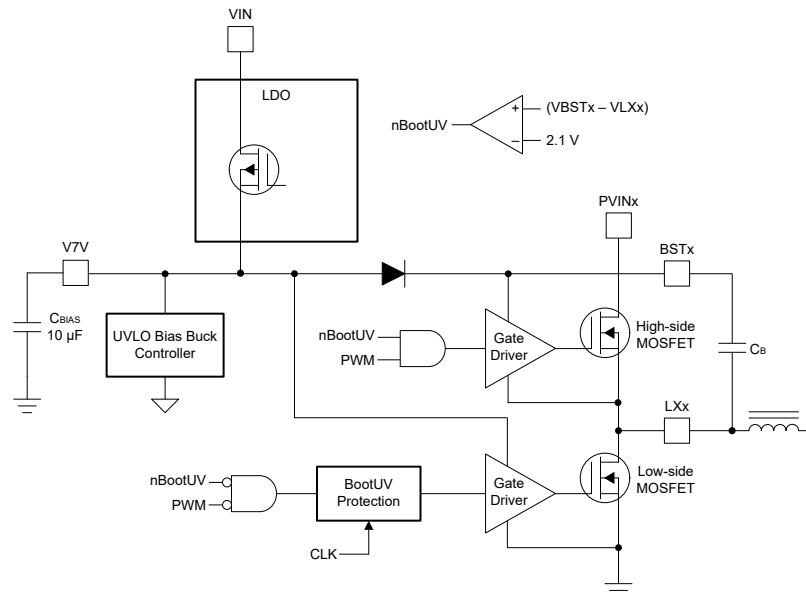 VIN
LDO
nBootUV
(VBSTx – VLXx)
2.1 V
PVINx
V7V
BSTx
CBIAS
10 µF
UVLO Bias Buck
Controller
nBootUV
PWM
Gate
Driver
High-side
MOSFET
CB
LXx
nBootUV
PWM
BootUV
Protection
Gate
Driver
Low-side
MOSFET
CLK
+
–